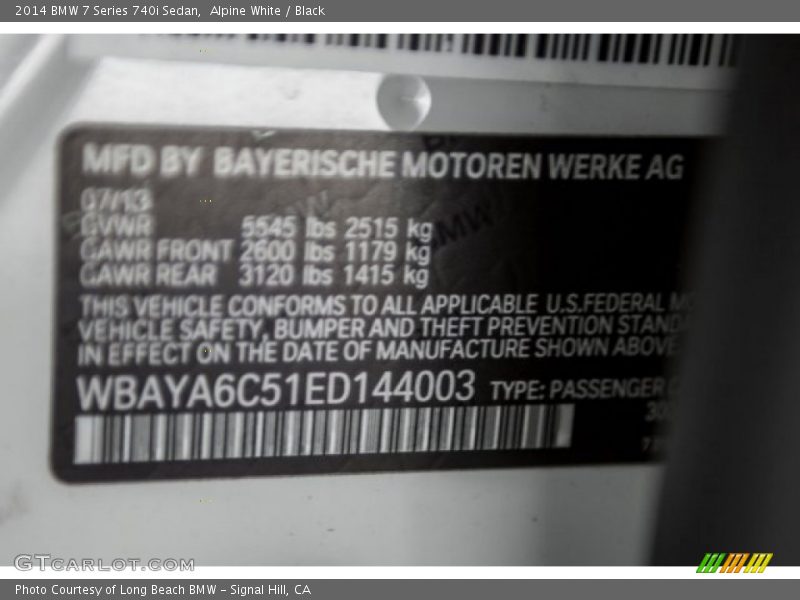 2014 BMW 7 Series 740i Sedan,  Alpine White / Black
MFD BY BAYERISCHE MOTOREN WERKE AG
07/13
GVWR 5545 lbs 2515 kg
GAWR FRONT 2600 lbs 1179 kg
GAWR REAR 3120 lbs 1415 kg
THIS VEHICLE CONFORMS TO ALL APPLICABLE U.S.FEDERAL
VEHICLE SAFETY, BUMPER AND THEFT PREVENTION
IN EFFECT ON THE DATE OF MANUFACTURE SHOWN ABOVE
WBAYA6C51ED144003 TYPE: PASSENGER
GTCARLOT.COM
Photo Courtesy of Long Beach BMW – Signal Hill, CA